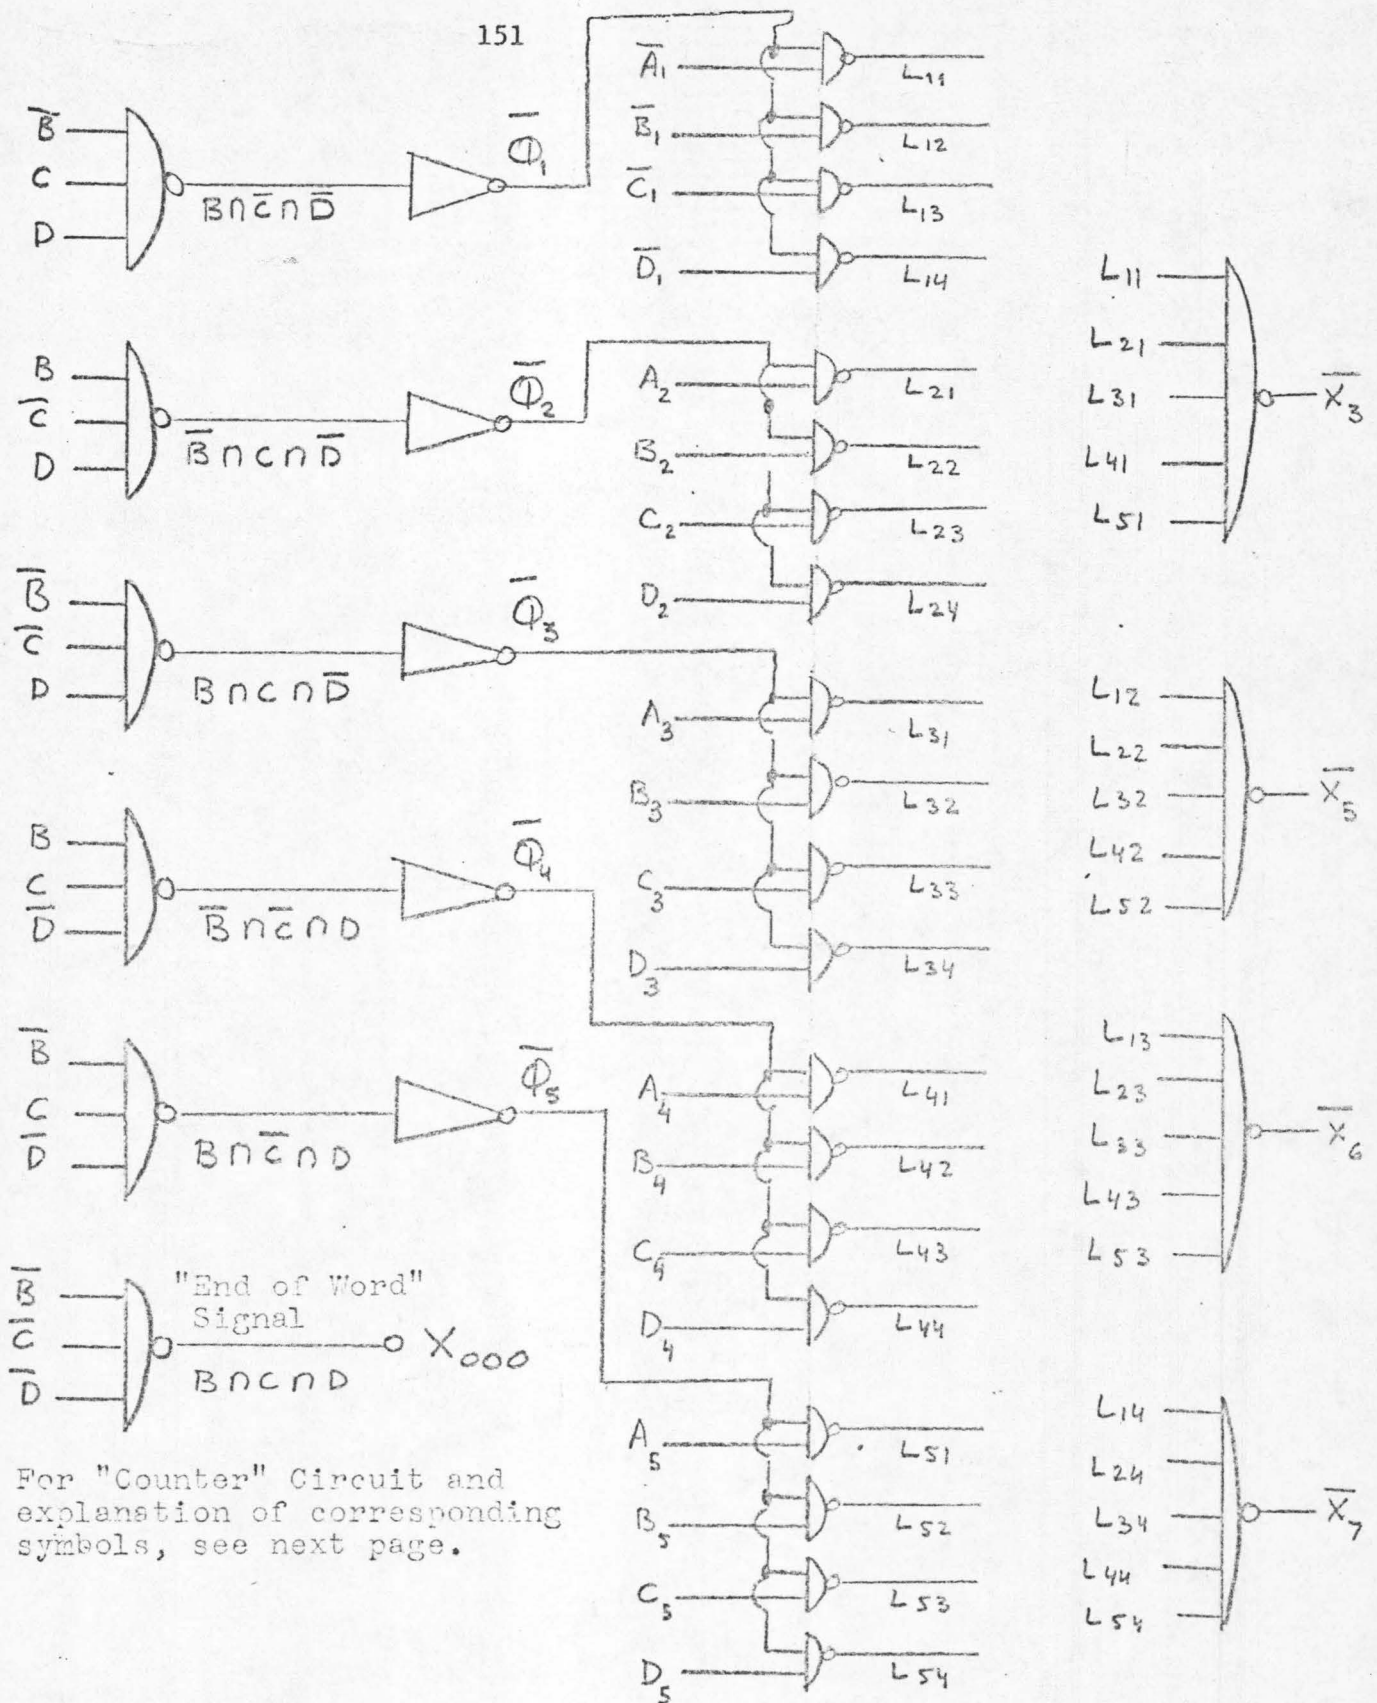 151
B̅
C
D
B∩C̅∩D̅
Φ̅₁
A̅₁
L₁₁
B̅₁
L₁₂
C̅₁
L₁₃
D̅₁
L₁₄
B
C̅
D
B̅∩C∩D̅
Φ̅₂
A₂
L₂₁
B₂
L₂₂
C₂
L₂₃
D₂
L₂₄
B̅
C̅
D
B∩C∩D̅
Φ̅₃
A₃
L₃₁
B₃
L₃₂
C₃
L₃₃
D₃
L₃₄
B
C
D̅
B̅∩C̅∩D
Φ̅₄
A₄
L₄₁
B₄
L₄₂
C₄
L₄₃
D₄
L₄₄
B̅
C
D̅
B∩C̅∩D
Φ̅₅
A₅
L₅₁
B₅
L₅₂
C₅
L₅₃
D₅
L₅₄
B̅
C̅
D̅
"End of Word"
Signal
B∩C∩D
X₀₀₀
L₁₁
L₂₁
L₃₁
L₄₁
L₅₁
X̅₃
L₁₂
L₂₂
L₃₂
L₄₂
L₅₂
X̅₅
L₁₃
L₂₃
L₃₃
L₄₃
L₅₃
X̅₆
L₁₄
L₂₄
L₃₄
L₄₄
L₅₄
X̅₇
For "Counter" Circuit and
explanation of corresponding
symbols, see next page.